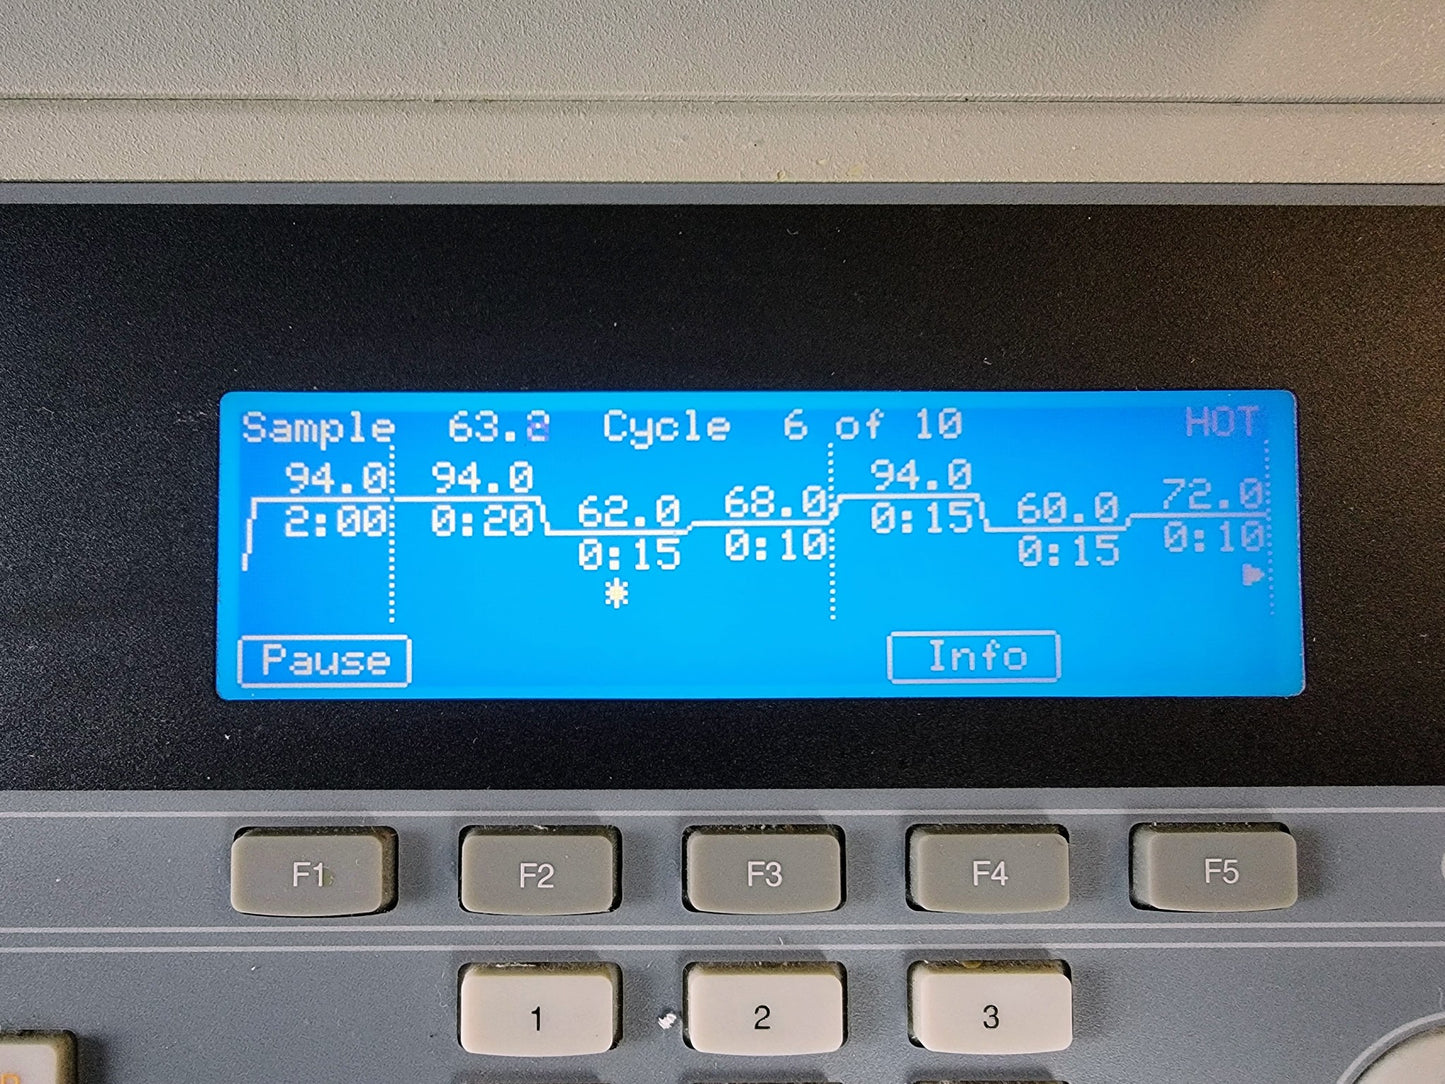 Sample 63. Cycle 6 of 10 HOT
94.0 94.0 62.0 68.0 94.0 60.0 72.0
2:00 0:20 0:15 0:10 0:15 0:15 0:10
Pause Info
F1 F2 F3 F4 F5
1 2 3